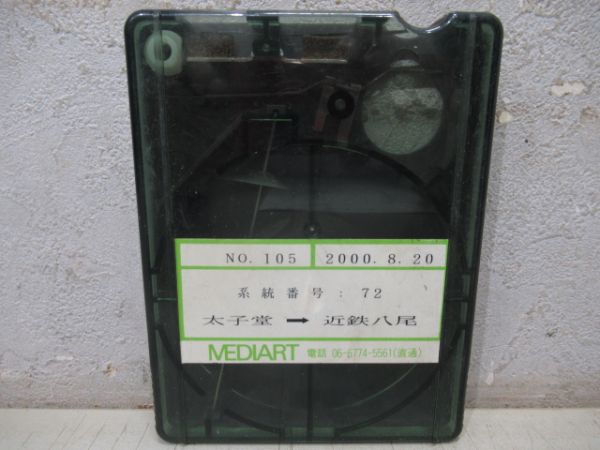 NO. 105 2000. 8. 20
系統番号: 72
太子堂 → 近鉄八尾
MEDIART 電話 06-6774-5561(直通)